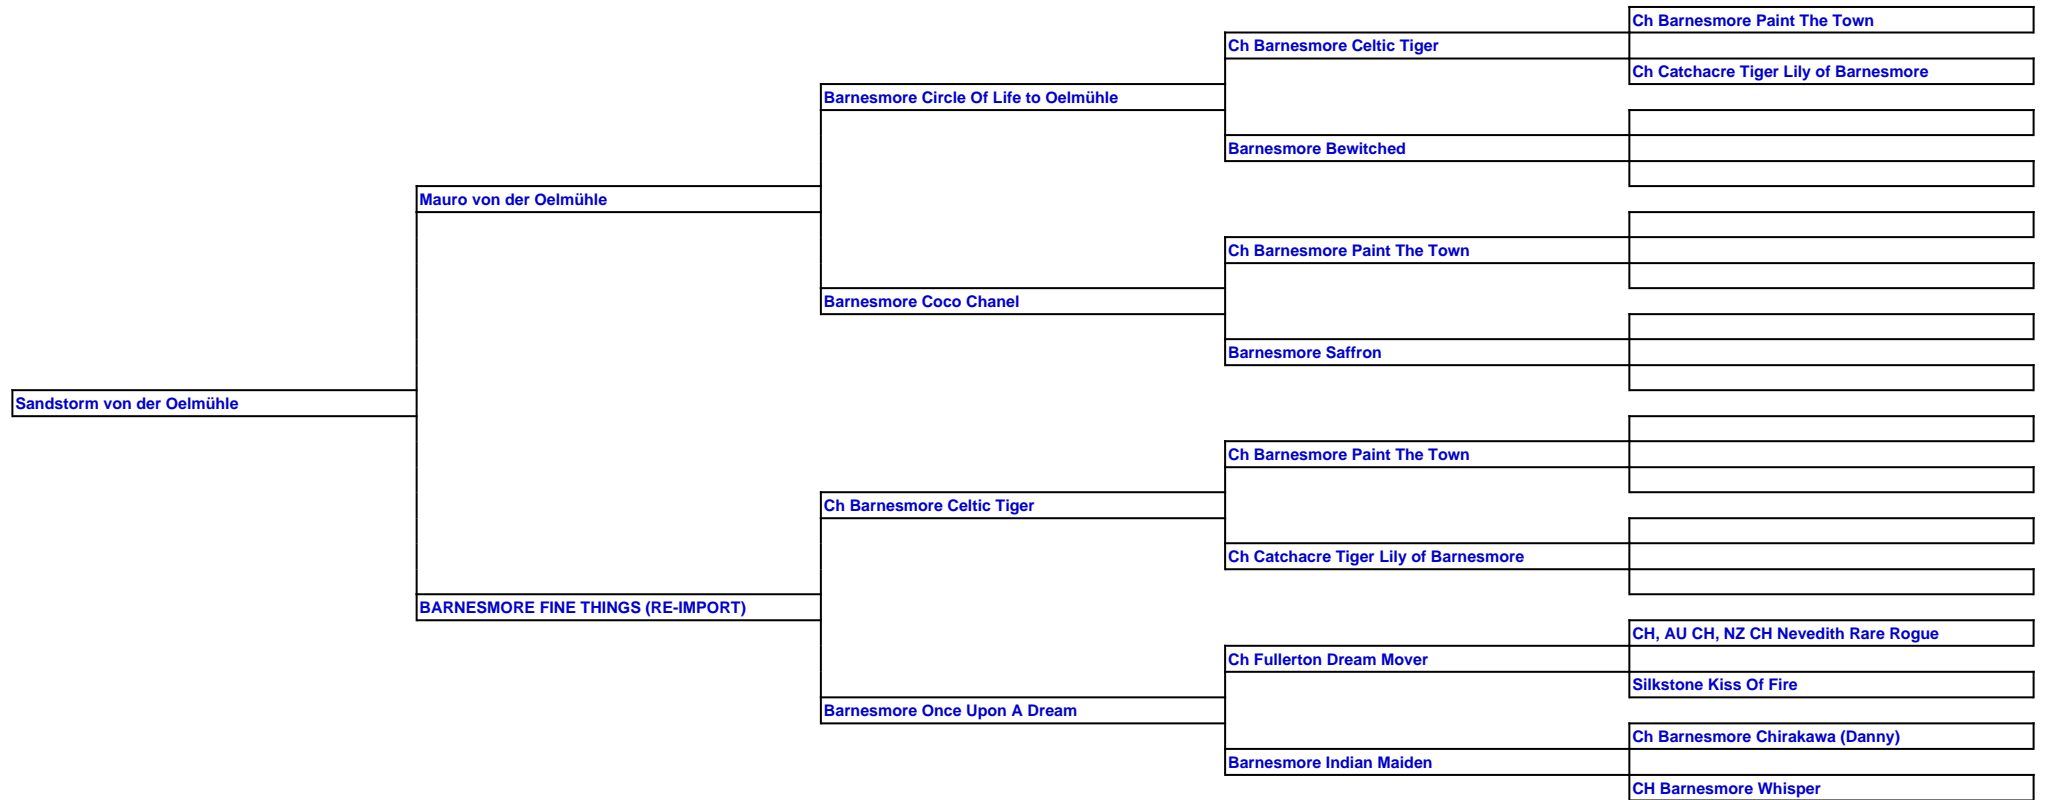 Ch Barnesmore Paint The Town
Ch Barnesmore Celtic Tiger
Ch Catchacre Tiger Lily of Barnesmore
Barnesmore Circle Of Life to Oelmühle
Barnesmore Bewitched
Mauro von der Oelmühle
Ch Barnesmore Paint The Town
Barnesmore Coco Chanel
Barnesmore Saffron
Sandstorm von der Oelmühle
Ch Barnesmore Paint The Town
Ch Barnesmore Celtic Tiger
Ch Catchacre Tiger Lily of Barnesmore
BARNESMORE FINE THINGS (RE-IMPORT)
CH, AU CH, NZ CH Nevedith Rare Rogue
Ch Fullerton Dream Mover
Silkstone Kiss Of Fire
Barnesmore Once Upon A Dream
Ch Barnesmore Chirakawa (Danny)
Barnesmore Indian Maiden
CH Barnesmore Whisper